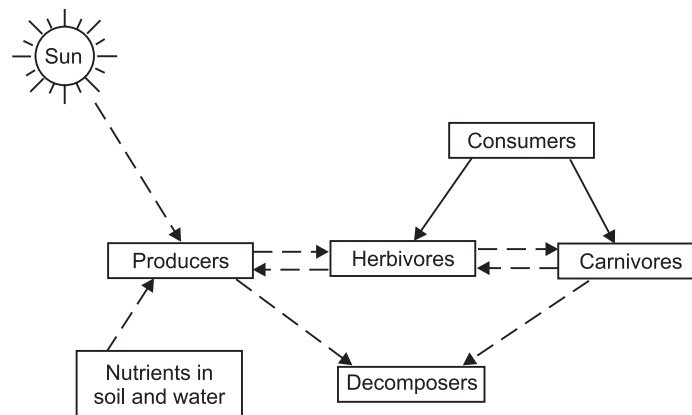 Sun
Consumers
Producers
Herbivores
Carnivores
Nutrients in
soil and water
Decomposers